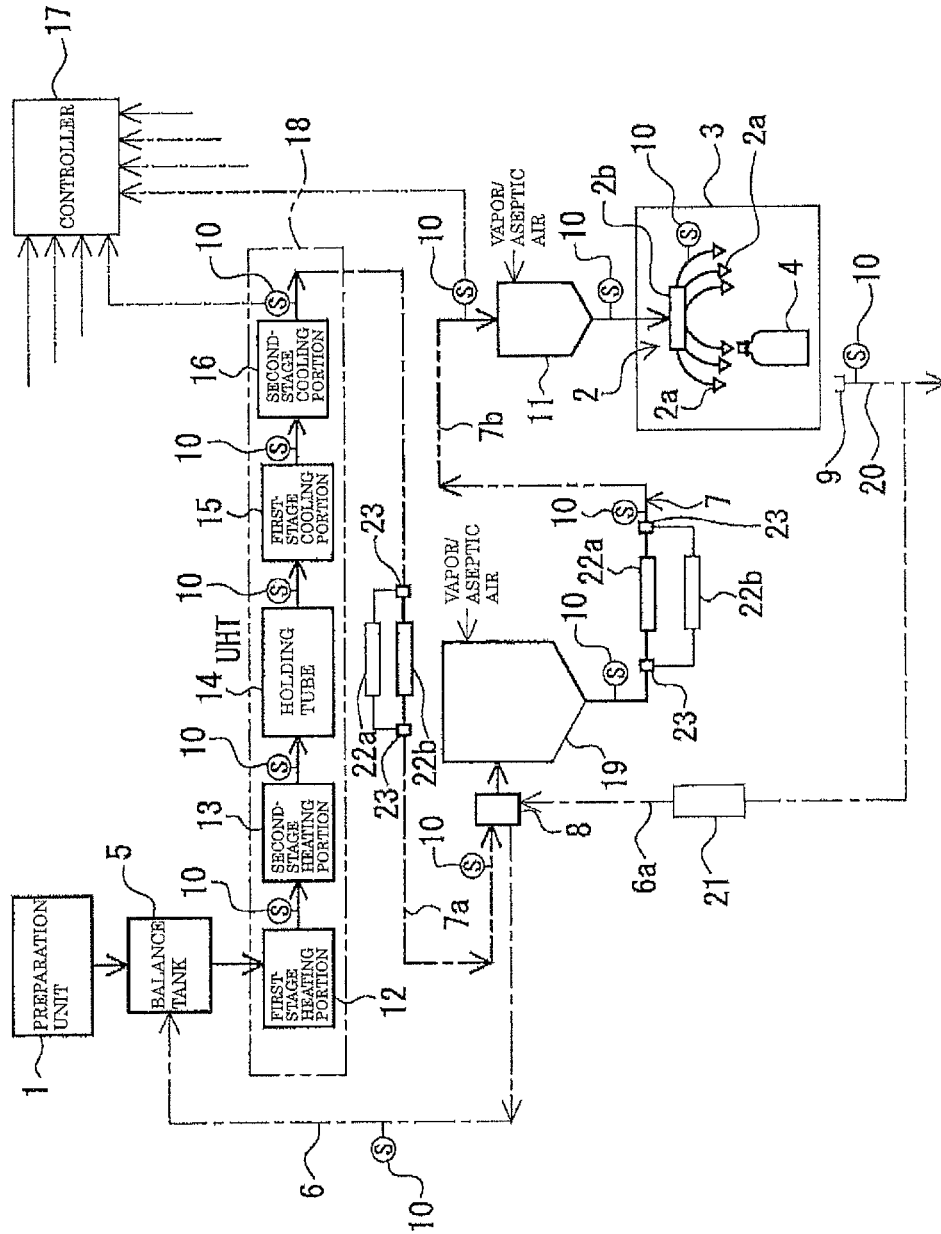 1
PREPARATION
UNIT
5
BALANCE
TANK
6
10
12
FIRST-
STAGE
HEATING
PORTION
10
13
SECOND-
STAGE
HEATING
PORTION
10
14
UHT
HOLDING
TUBE
10
15
FIRST-
STAGE
COOLING
PORTION
10
16
SECOND-
STAGE
COOLING
PORTION
10
18
17
CONTROLLER
S
S
S
S
S
S
22a
22b
23
23
7a
10
S
8
6a
21
VAPOR/
ASEPTIC
AIR
19
10
S
22a
22b
23
23
10
S
7
7b
10
S
VAPOR/
ASEPTIC
AIR
11
10
S
2
2b
10
S
3
2a
2a
4
9
20
10
S